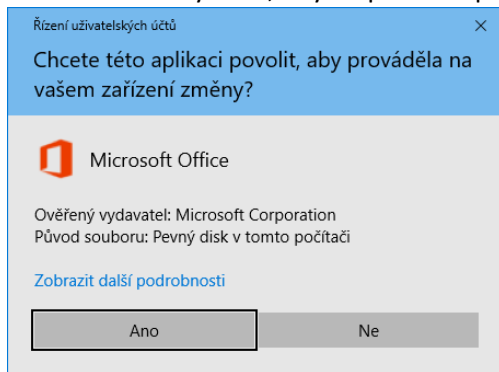 Řízení uživatelských účtů
Chcete této aplikaci povolit, aby prováděla na
vašem zařízení změny?
Microsoft Office
Ověřený vydavatel: Microsoft Corporation
Původ souboru: Pevný disk v tomto počítači
Zobrazit další podrobnosti
Ano Ne